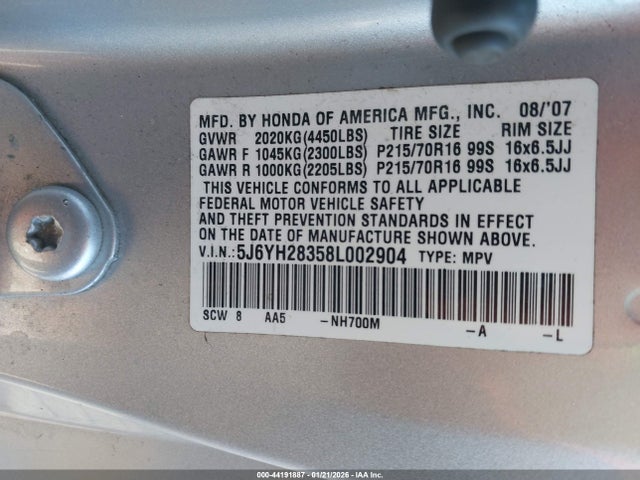 MFD. BY HONDA OF AMERICA MFG., INC. 08/'07
GVWR 2020KG(4450LBS) TIRE SIZE RIM SIZE
GAWR F 1045KG(2300LBS) P215/70R16 99S 16x6.5JJ
GAWR R 1000KG(2205LBS) P215/70R16 99S 16x6.5JJ
THIS VEHICLE CONFORMS TO ALL APPLICABLE
FEDERAL MOTOR VEHICLE SAFETY
AND THEFT PREVENTION STANDARDS IN EFFECT
ON THE DATE OF MANUFACTURE SHOWN ABOVE.
V.I.N.: 5J6YH28358L002904 TYPE: MPV
SCW 8 AA5 -NH700M -A -L
000-44191887 - 01/21/2026 - IAA Inc.